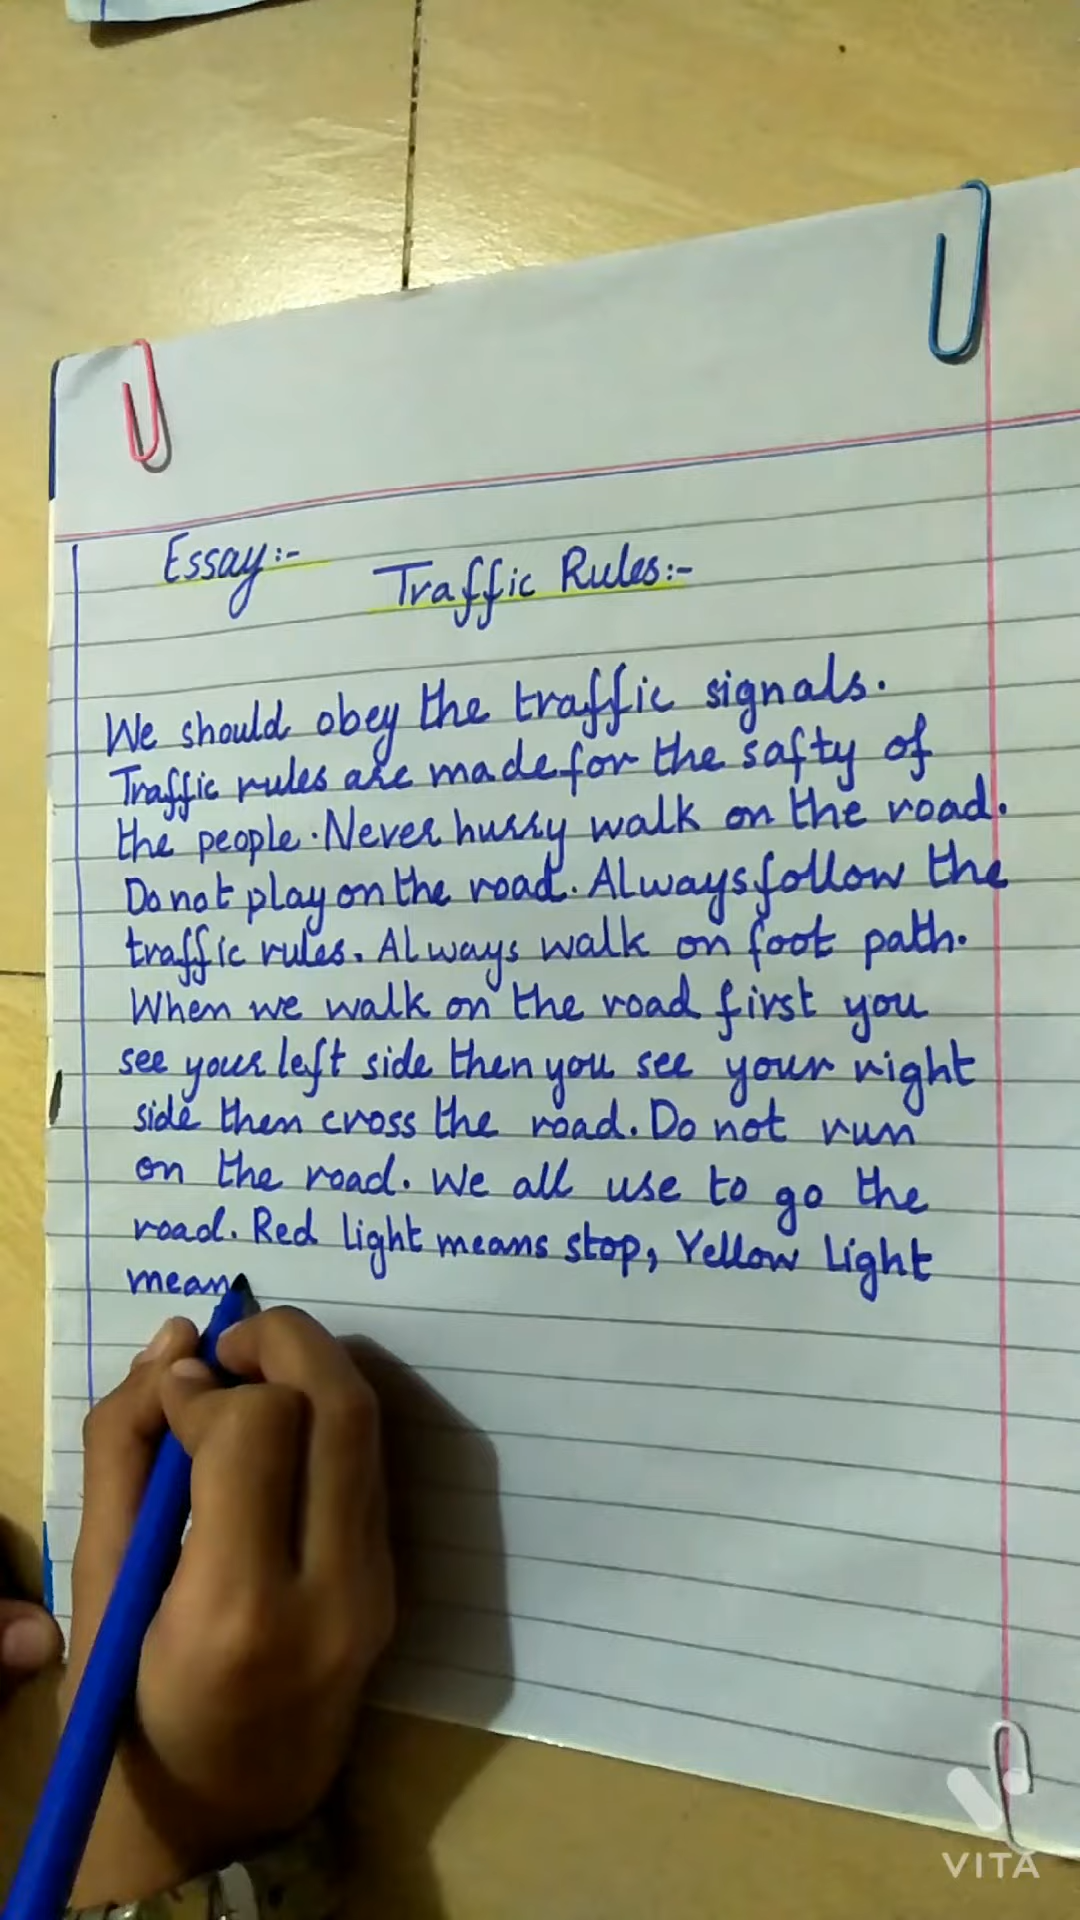 Essay:-
Traffic Rules:-
We should obey the traffic signals.
Traffic rules are made for the safty of
the people. Never hurry walk on the road.
Do not play on the road. Always follow the
traffic rules. Always walk on foot path.
When we walk on the road first you
see your left side then you see your right
side then cross the road. Do not run
on the road. We all use to go the
road. Red light means stop, Yellow Light
mean
VITA